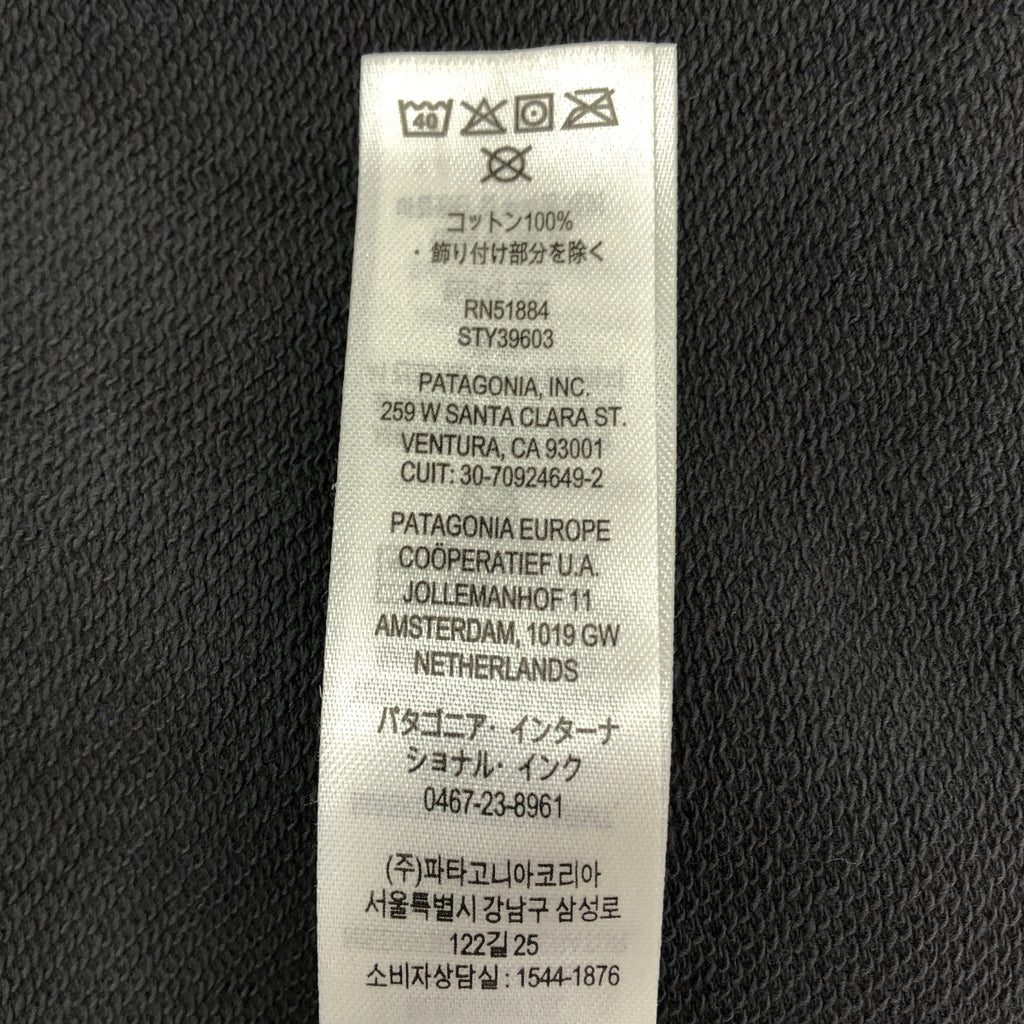 40
コットン100%
・飾り付け部分を除く
RN51884
STY39603
PATAGONIA, INC.
259 W SANTA CLARA ST.
VENTURA, CA 93001
CUIT: 30-70924649-2
PATAGONIA EUROPE
COÖPERATIEF U.A.
JOLLEMANHOF 11
AMSTERDAM, 1019 GW
NETHERLANDS
パタゴニア・インターナ
ショナル・インク
0467-23-8961
(주)파타고니아코리아
서울특별시 강남구 삼성로
122길 25
소비자상담실 : 1544-1876